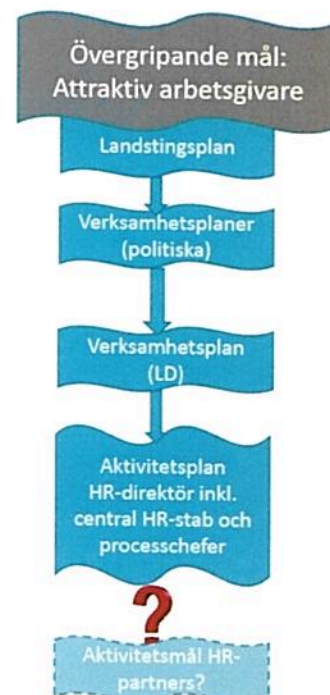 Övergripande mål:
Attraktiv arbetsgivare
Landstingsplan
Verksamhetsplaner
(politiska)
Verksamhetsplan
(LD)
Aktivitetsplan
HR-direktör inkl.
central HR-stab och
processchefer
?
Aktivitetsmål HR-
partners?